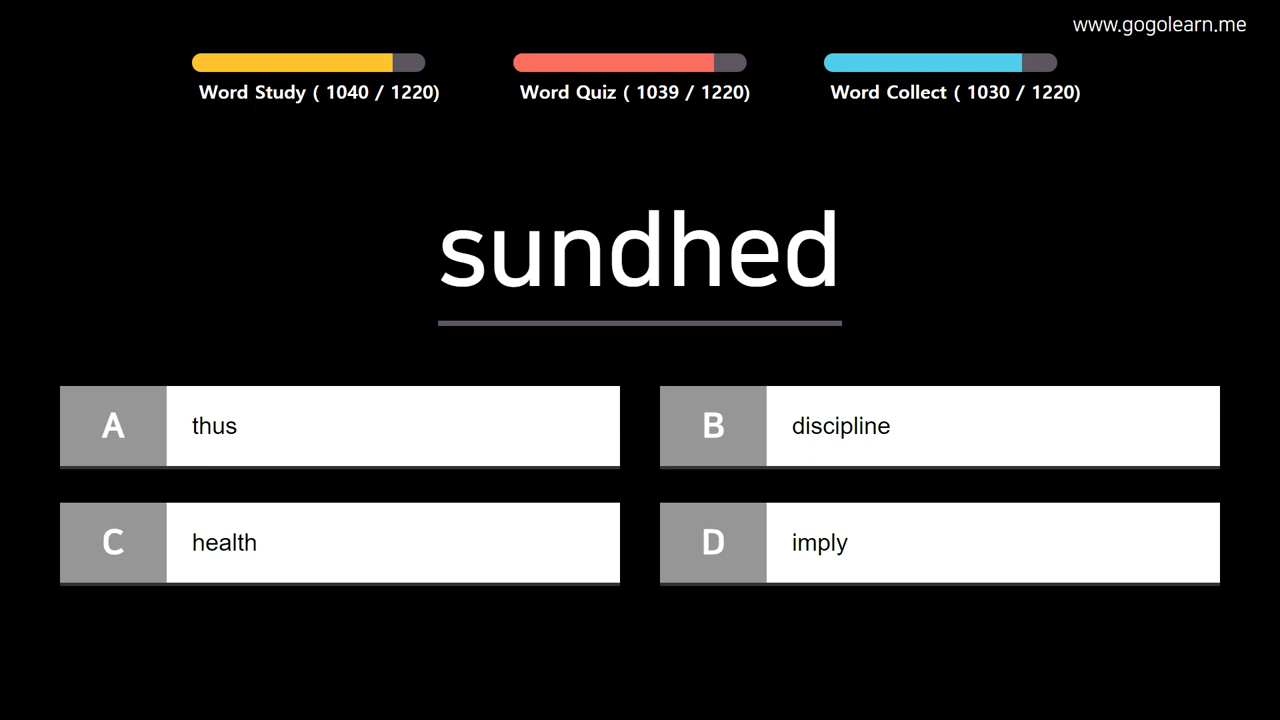 www.gogolearn.me
Word Study ( 1040 / 1220)
Word Quiz ( 1039 / 1220)
Word Collect ( 1030 / 1220)
sundhed
A thus
B discipline
C health
D imply